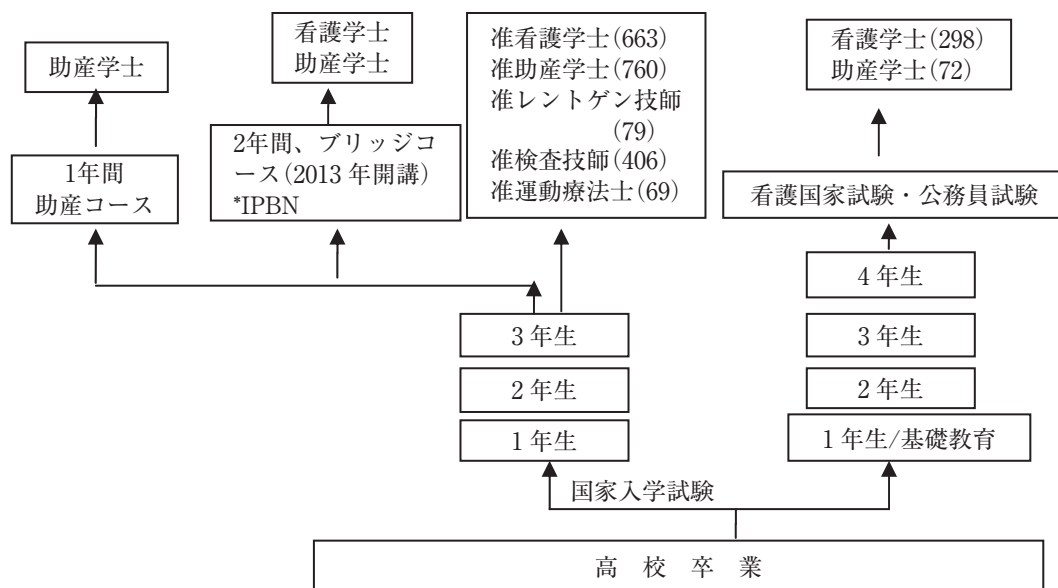 助産学士
看護学士
助産学士
准看護学士(663)
准助産学士(760)
准レントゲン技師
(79)
准検査技師(406)
准運動療法士(69)
看護学士(298)
助産学士(72)
1年間
助産コース
2年間、ブリッジコ
ース(2013 年開講)
*IPBN
看護国家試験・公務員試験
4 年生
3 年生
3 年生
2 年生
2 年生
1 年生
1 年生/基礎教育
国家入学試験
高 校 卒 業